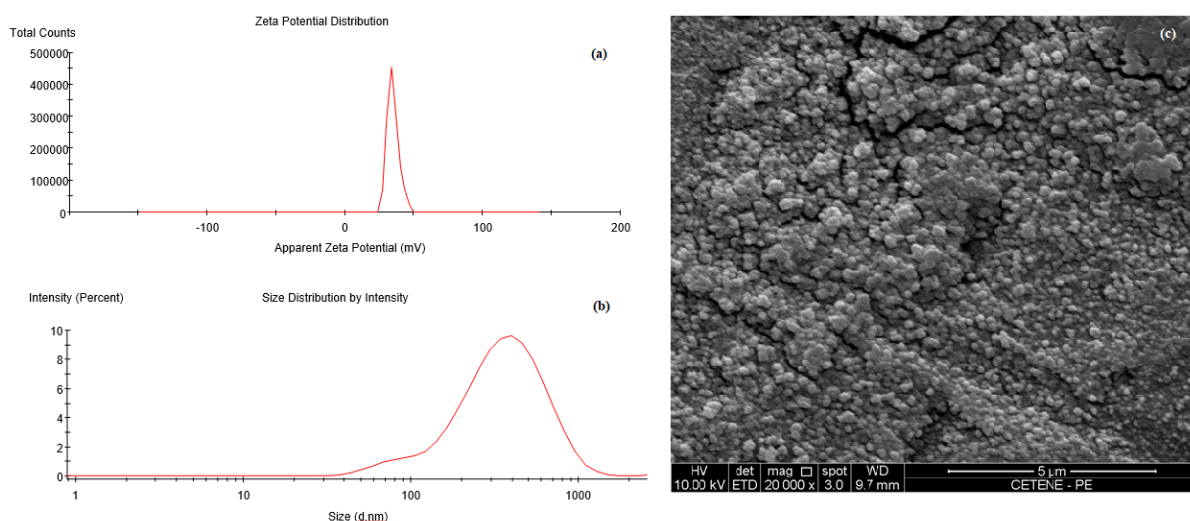 Zeta Potential Distribution
Total Counts
(a)
500000
400000
300000
200000
100000
0
-100 0 100 200
Apparent Zeta Potential (mV)
Intensity (Percent) Size Distribution by Intensity (b)
10
8
6
4
2
0
1 10 100 1000
Size (d.nm)
(c)
HV det mag spot WD 5 µm
10.00 kV ETD 20 000 x 3.0 9.7 mm CETENE - PE